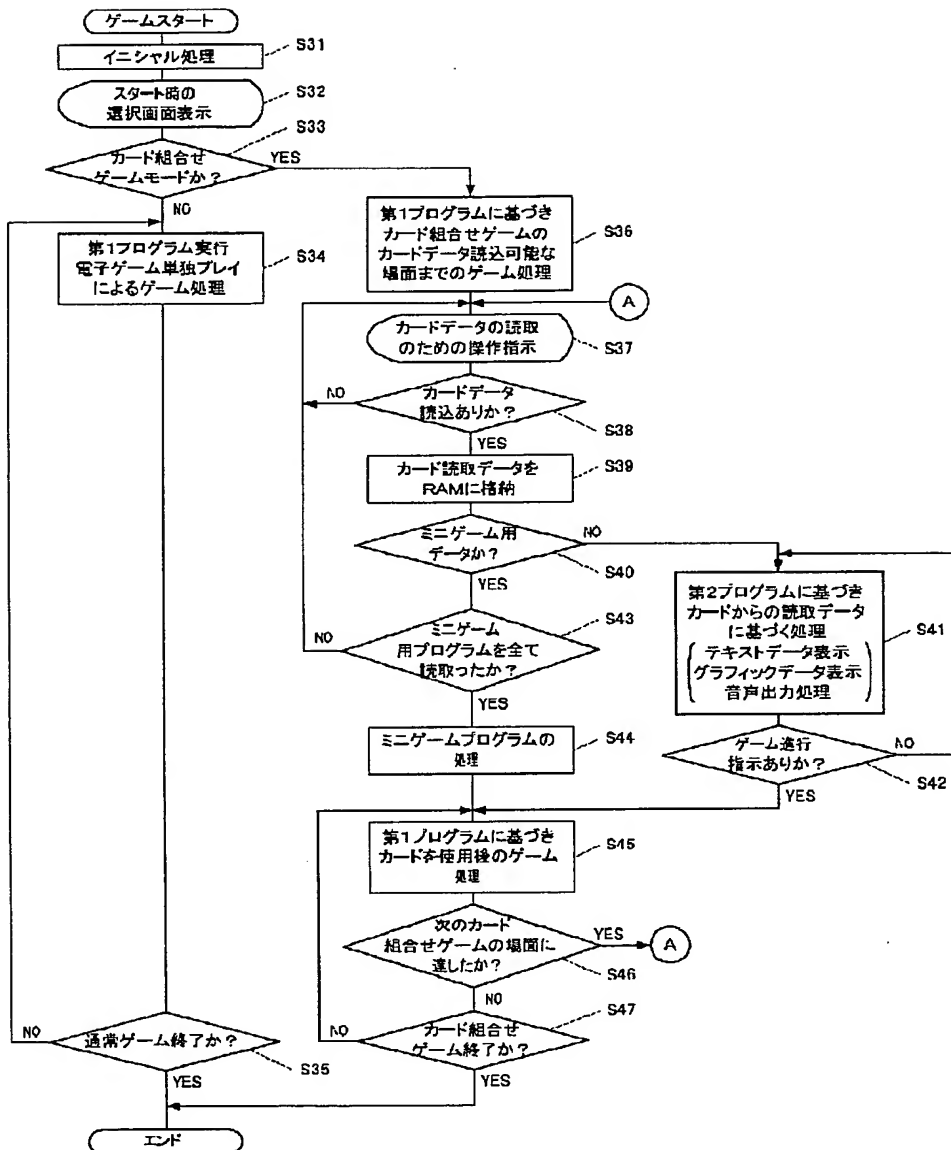 ゲームスタート
イニシャル処理
S31
スタート時の
選択画面表示
S32
カード組合せ
ゲームモードか？
S33
YES
NO
第1プログラム実行
電子ゲーム単独プレイ
によるゲーム処理
S34
第1プログラムに基づき
カード組合せゲームの
カードデータ読込可能な
場面までのゲーム処理
S36
A
カードデータの読取
のための操作指示
S37
カードデータ
読込ありか？
S38
NO
YES
カード読取データを
RAMに格納
S39
ミニゲーム用
データか？
S40
NO
YES
第2プログラムに基づき
カードからの読取データ
に基づく処理
テキストデータ表示
グラフィックデータ表示
音声出力処理
S41
ゲーム進行
指示ありか？
S42
NO
YES
ミニゲーム
用プログラムを全て
読取ったか？
S43
NO
YES
ミニゲームプログラムの
処理
S44
第1プログラムに基づき
カードを使用後のゲーム
処理
S45
次のカード
組合せゲームの場面に
達したか？
S46
YES
A
NO
カード組合せ
ゲーム終了か？
S47
NO
YES
通常ゲーム終了か？
S35
NO
YES
エンド